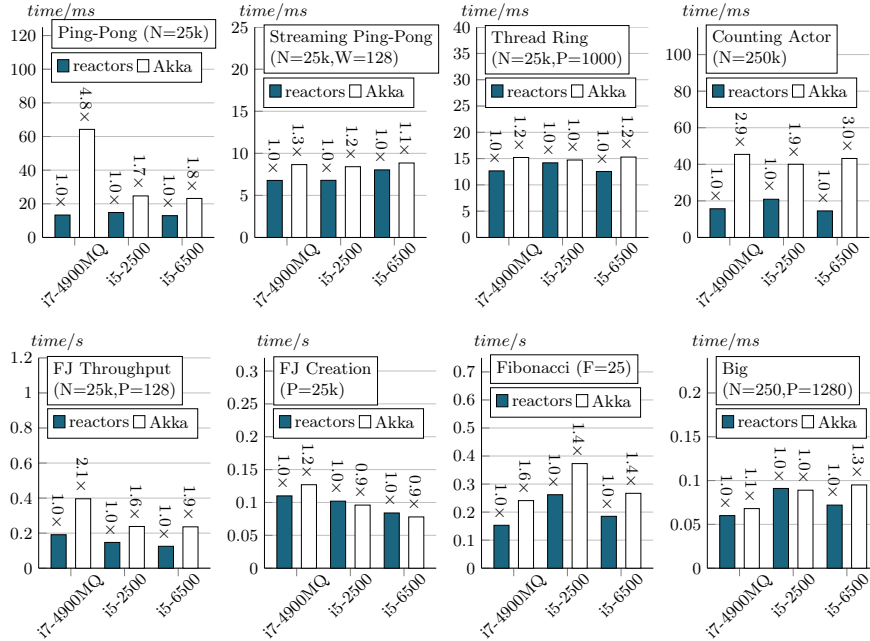 time/ms
Ping-Pong (N=25k)
reactors Akka
120
100
80
60
40
20
0
1.0× 4.8× 1.0× 1.7× 1.0× 1.8×
i7-4900MQ i5-2500 i5-6500
time/ms
Streaming Ping-Pong
(N=25k,W=128)
reactors Akka
25
20
15
10
5
0
1.0× 1.3× 1.0× 1.2× 1.0× 1.1×
i7-4900MQ i5-2500 i5-6500
time/ms
Thread Ring
(N=25k,P=1000)
reactors Akka
40
35
30
25
20
15
10
5
0
1.0× 1.2× 1.0× 1.0× 1.0× 1.2×
i7-4900MQ i5-2500 i5-6500
time/ms
Counting Actor
(N=250k)
reactors Akka
100
80
60
40
20
0
1.0× 2.9× 1.0× 1.9× 1.0× 3.0×
i7-4900MQ i5-2500 i5-6500
time/s
FJ Throughput
(N=25k,P=128)
reactors Akka
1.2
1
0.8
0.6
0.4
0.2
0
1.0× 2.1× 1.0× 1.6× 1.0× 1.9×
i7-4900MQ i5-2500 i5-6500
time/s
FJ Creation
(P=25k)
reactors Akka
0.3
0.25
0.2
0.15
0.1
0.05
0
1.0× 1.2× 1.0× 0.9× 1.0× 0.9×
i7-4900MQ i5-2500 i5-6500
time/s
Fibonacci (F=25)
reactors Akka
0.7
0.6
0.5
0.4
0.3
0.2
0.1
0
1.0× 1.6× 1.0× 1.4× 1.0× 1.4×
i7-4900MQ i5-2500 i5-6500
time/ms
Big
(N=250,P=1280)
reactors Akka
0.2
0.15
0.1
0.05
0
1.0× 1.1× 1.0× 1.0× 1.0× 1.3×
i7-4900MQ i5-2500 i5-6500